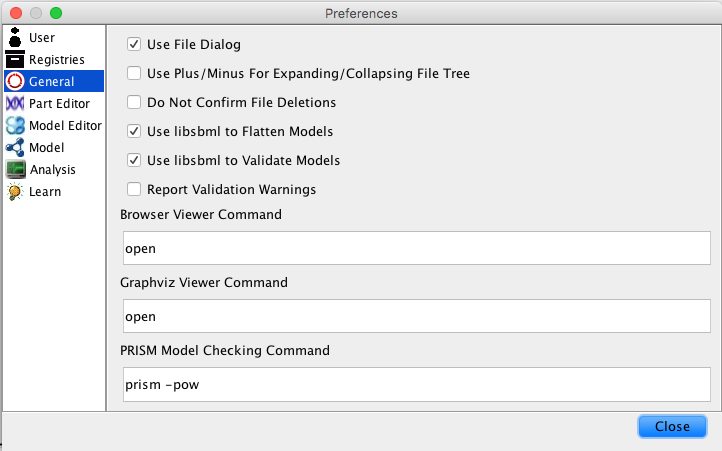 Preferences
User
Registries
General
Part Editor
Model Editor
Model
Analysis
Learn
Use File Dialog
Use Plus/Minus For Expanding/Collapsing File Tree
Do Not Confirm File Deletions
Use libsbml to Flatten Models
Use libsbml to Validate Models
Report Validation Warnings
Browser Viewer Command
open
Graphviz Viewer Command
open
PRISM Model Checking Command
prism -pow
Close